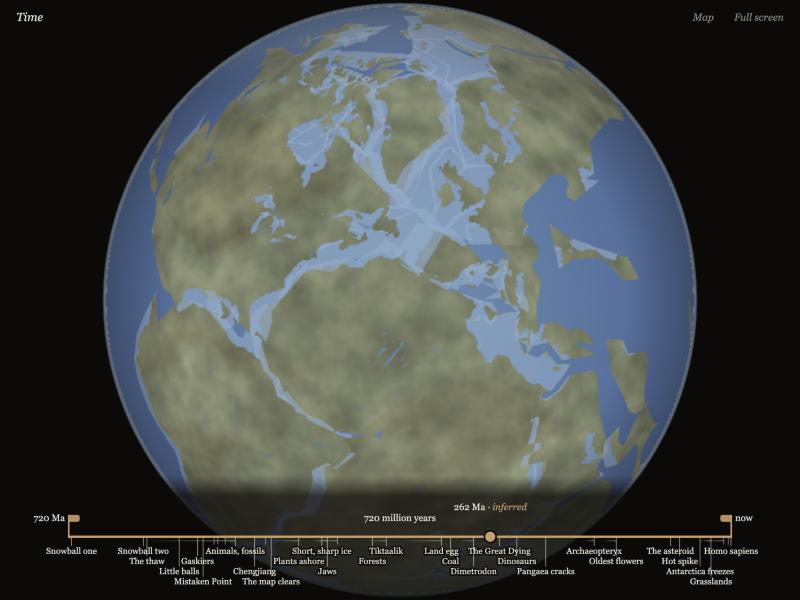 Time
Map
Full screen
262 Ma · inferred
720 Ma
720 million years
now
Snowball one
Snowball two
Animals, fossils
Short, sharp ice
Tiktaalik
Land egg
The Great Dying
Archaeopteryx
The asteroid
Homo sapiens
The thaw
Gaskiers
Plants ashore
Forests
Coal
Dinosaurs
Oldest flowers
Hot spike
Little balls
Chengjiang
Jaws
Dimetrodon
Pangaea cracks
Antarctica freezes
Mistaken Point
The map clears
Grasslands